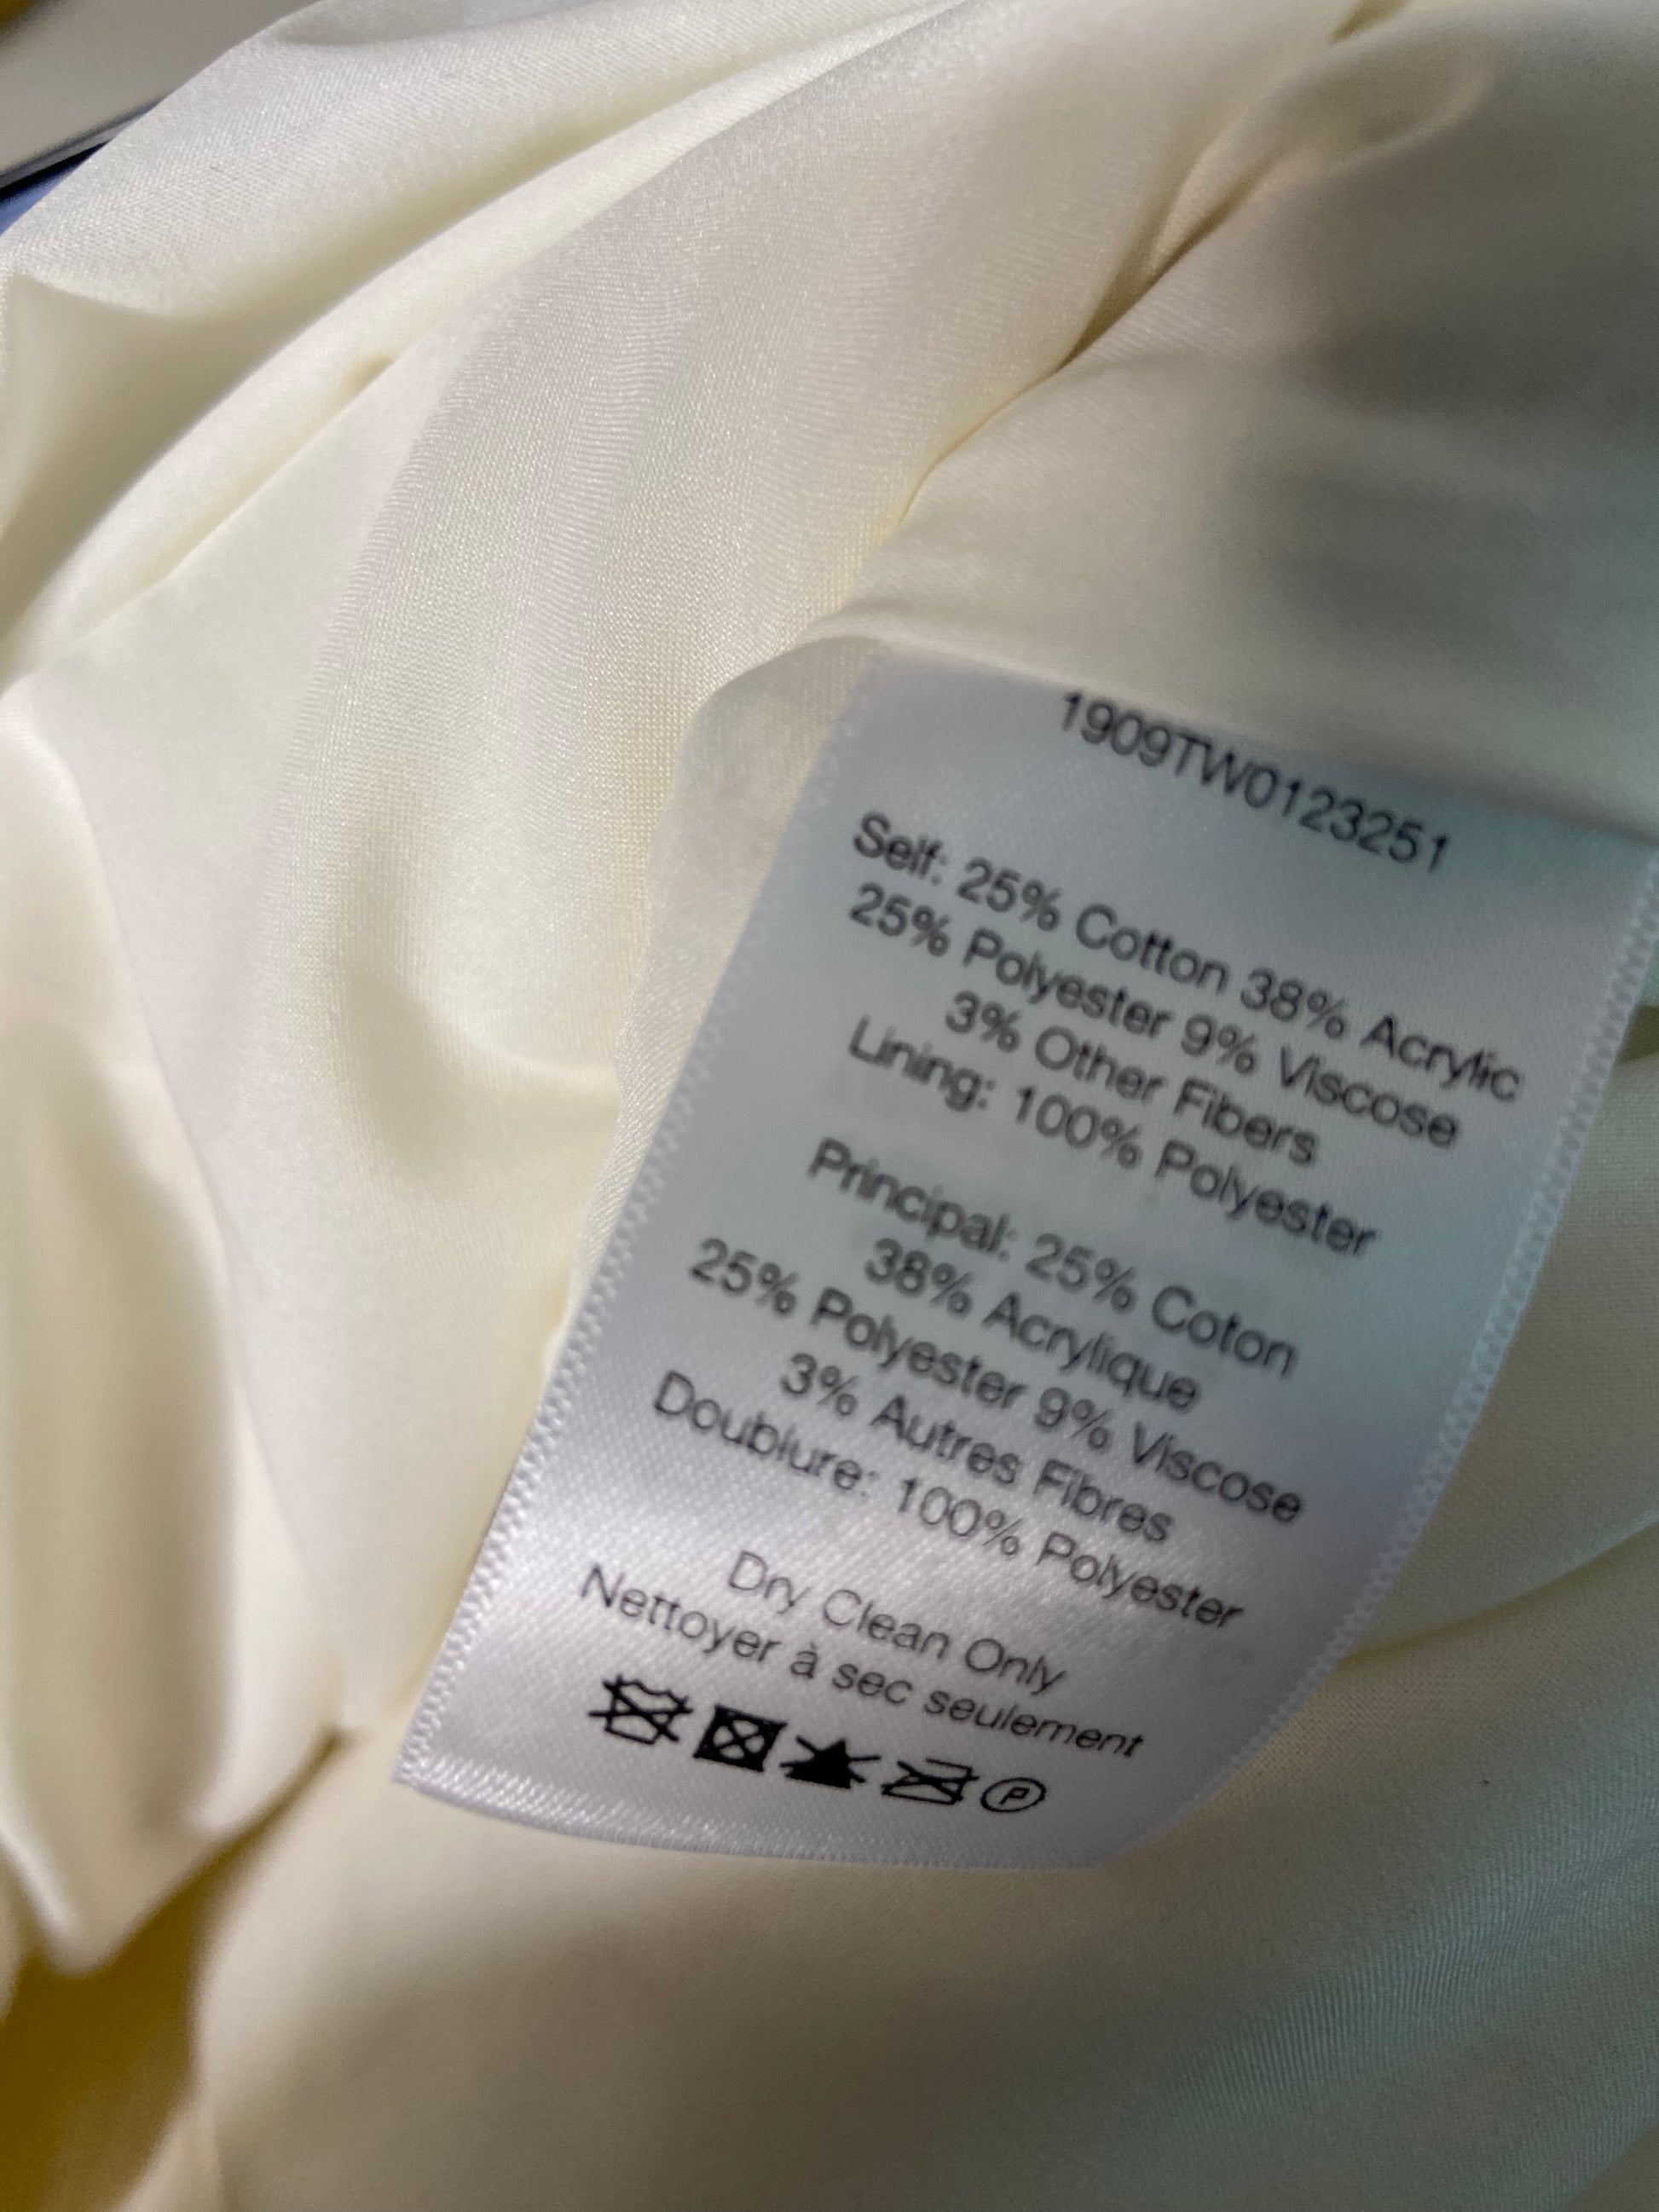 1909TW0123251
Self: 25% Cotton 38% Acrylic
25% Polyester 9% Viscose
3% Other Fibers
Lining: 100% Polyester
Principal: 25% Coton
38% Acrylique
25% Polyester 9% Viscose
3% Autres Fibres
Doublure: 100% Polyester
Dry Clean Only
Nettoyer à sec seulement
P